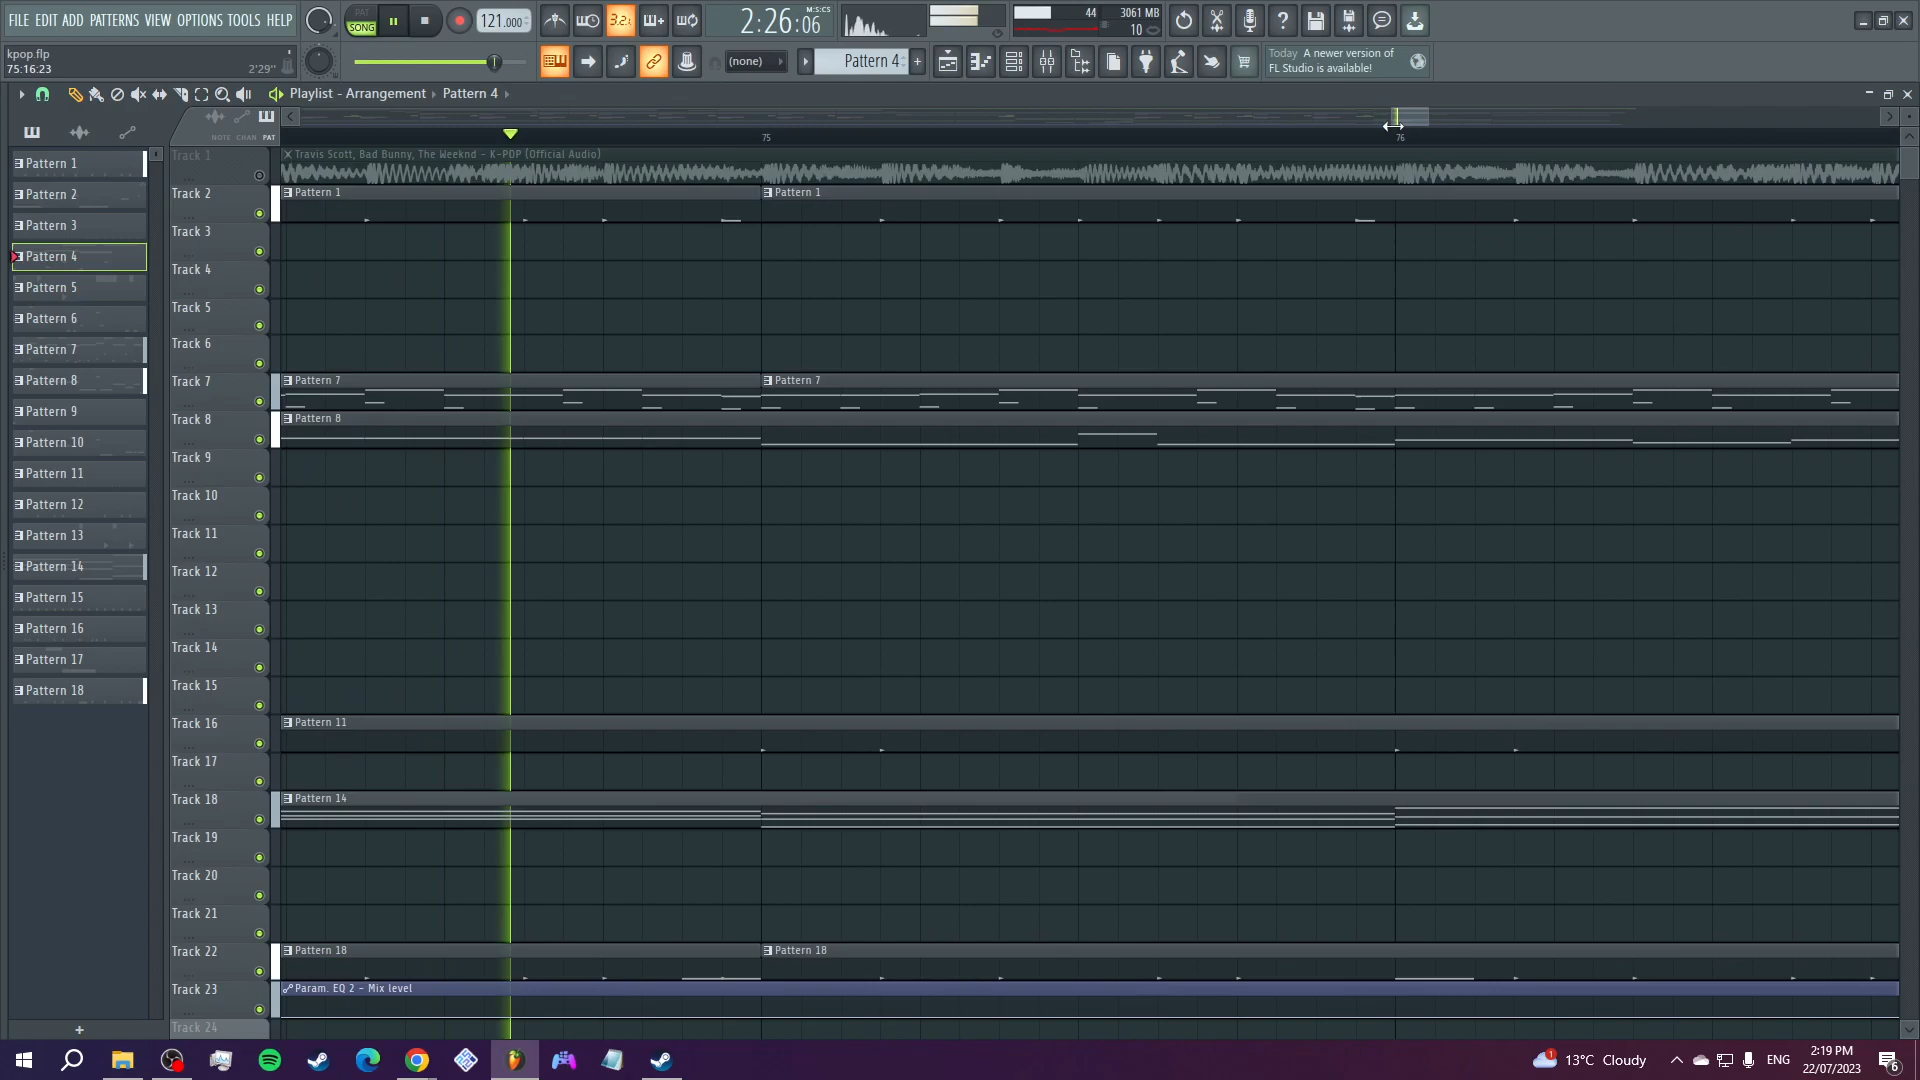 FILE EDIT ADD PATTERNS VIEW OPTIONS TOOLS HELP
PAT
SONG
121.000
3.2.
M:S:CS
2:26:06
44
3061 MB
10
kpop.flp
75:16:23
2'29"
(none)
Pattern 4
+
Today A newer version of
FL Studio is available!
Playlist - Arrangement
Pattern 4
NOTE CHAN PAT
75
76
Pattern 1
Pattern 2
Pattern 3
Pattern 4
Pattern 5
Pattern 6
Pattern 7
Pattern 8
Pattern 9
Pattern 10
Pattern 11
Pattern 12
Pattern 13
Pattern 14
Pattern 15
Pattern 16
Pattern 17
Pattern 18
+
Track 1
Travis Scott, Bad Bunny, The Weeknd - K-POP (Official Audio)
Track 2
Pattern 1
Pattern 1
Track 3
Track 4
Track 5
Track 6
Track 7
Pattern 7
Pattern 7
Track 8
Pattern 8
Track 9
Track 10
Track 11
Track 12
Track 13
Track 14
Track 15
Track 16
Pattern 11
Track 17
Track 18
Pattern 14
Track 19
Track 20
Track 21
Track 22
Pattern 18
Pattern 18
Track 23
Param. EQ 2 - Mix level
Track 24
1
13°C Cloudy
ENG
2:19 PM
22/07/2023
6